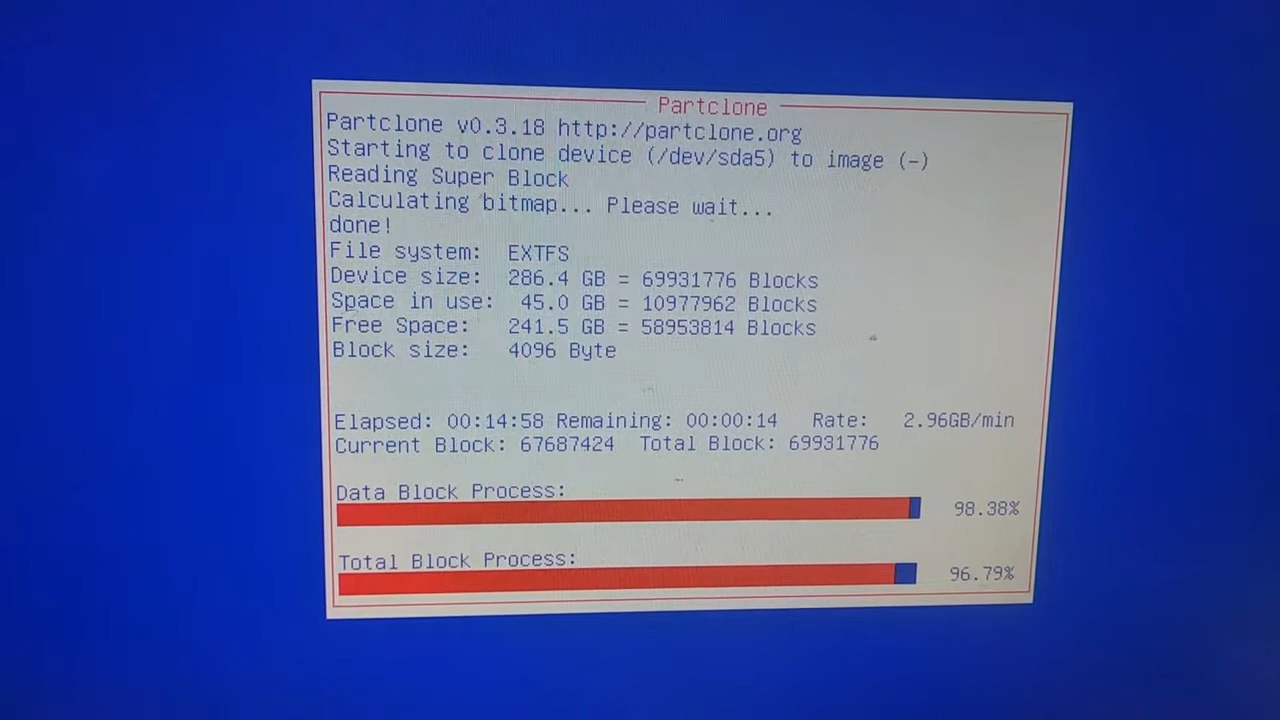 Partclone
Partclone v0.3.18 http://partclone.org
Starting to clone device (/dev/sda5) to image (-)
Reading Super Block
Calculating bitmap... Please wait...
done!
File system: EXTFS
Device size: 286.4 GB = 69931776 Blocks
Space in use: 45.0 GB = 10977962 Blocks
Free Space: 241.5 GB = 58953814 Blocks
Block size: 4096 Byte
Elapsed: 00:14:58 Remaining: 00:00:14 Rate: 2.96GB/min
Current Block: 67687424 Total Block: 69931776
Data Block Process:
98.38%
Total Block Process:
96.79%